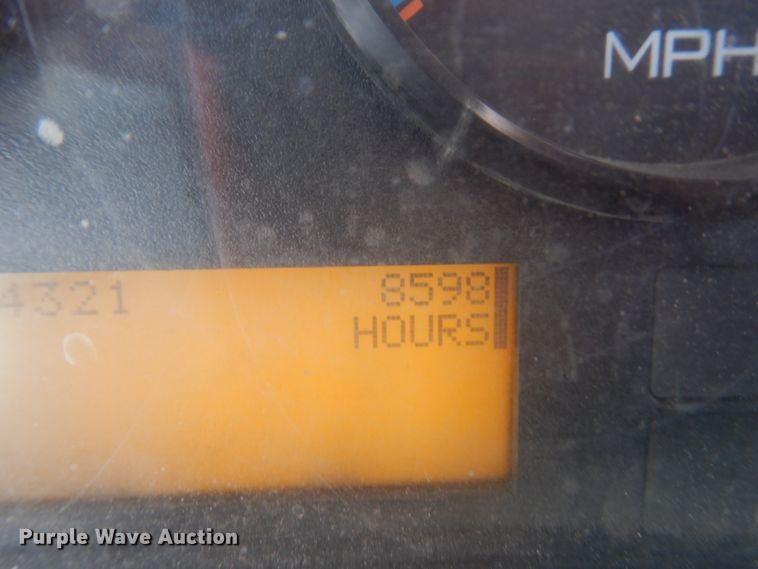 MPH
4321 8598
HOURS
Purple Wave Auction